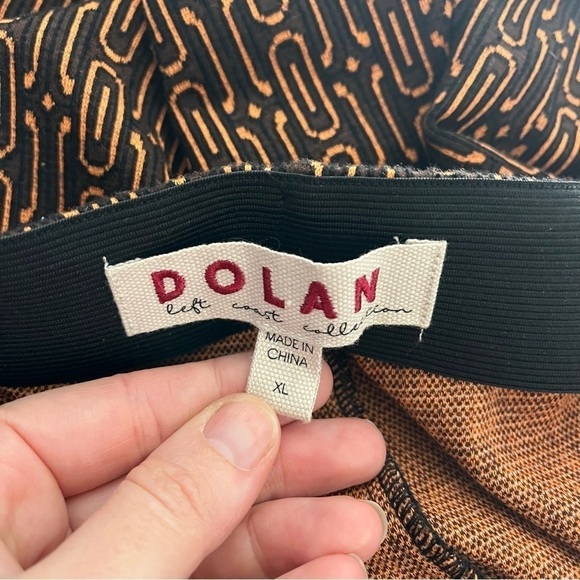 DOLAN
left coast collection
MADE IN
CHINA
XL